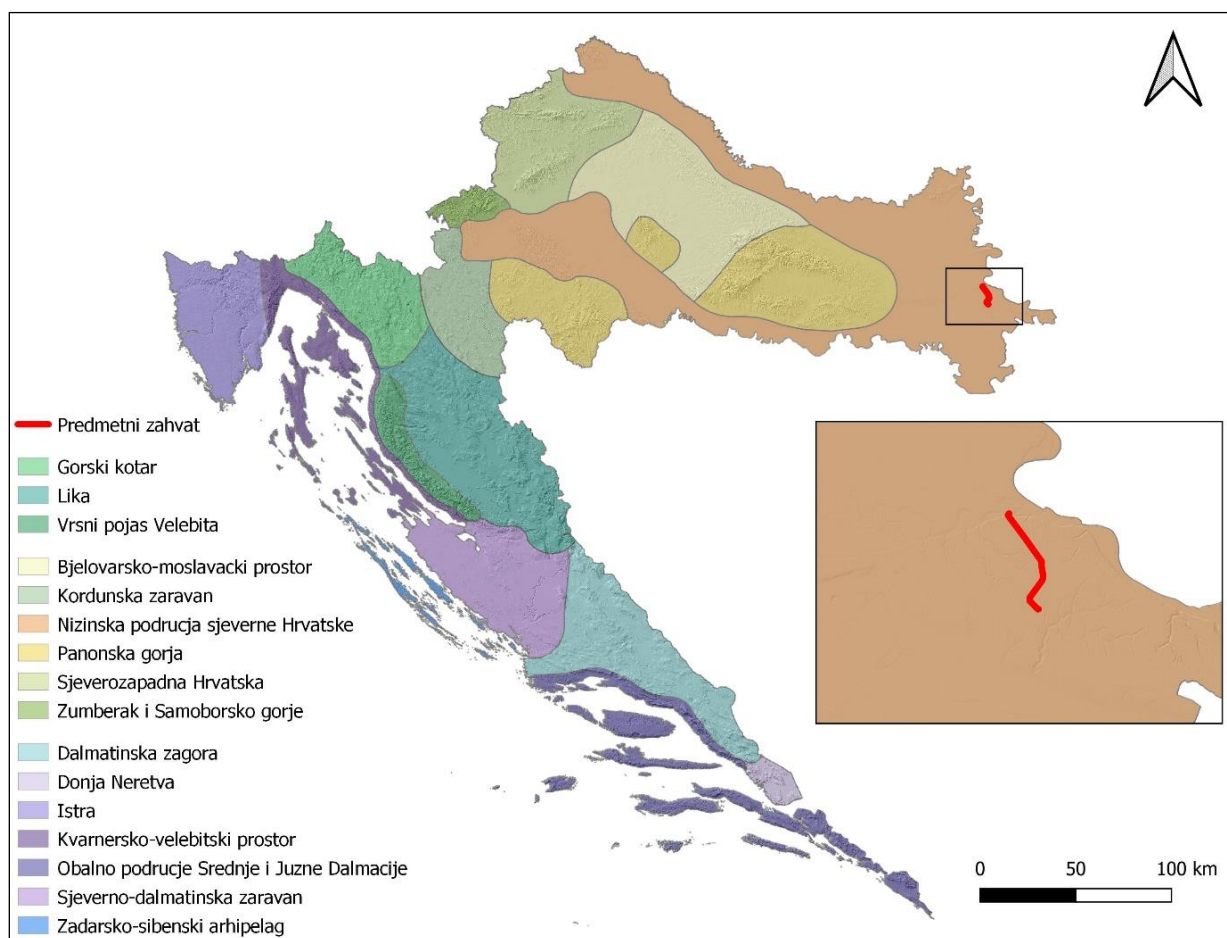 Predmetni zahvat
Gorski kotar
Lika
Vrsni pojas Velebita
Bjelovarsko-moslavacki prostor
Kordunska zaravan
Nizinska podrucja sjeverne Hrvatske
Panonska gorja
Sjeverozapadna Hrvatska
Zumberak i Samoborsko gorje
Dalmatinska zagora
Donja Neretva
Istra
Kvarnersko-velebitski prostor
Obalno podrucje Srednje i Juzne Dalmacije
Sjeverno-dalmatinska zaravan
Zadarsko-sibenski arhipelag
0 50 100 km